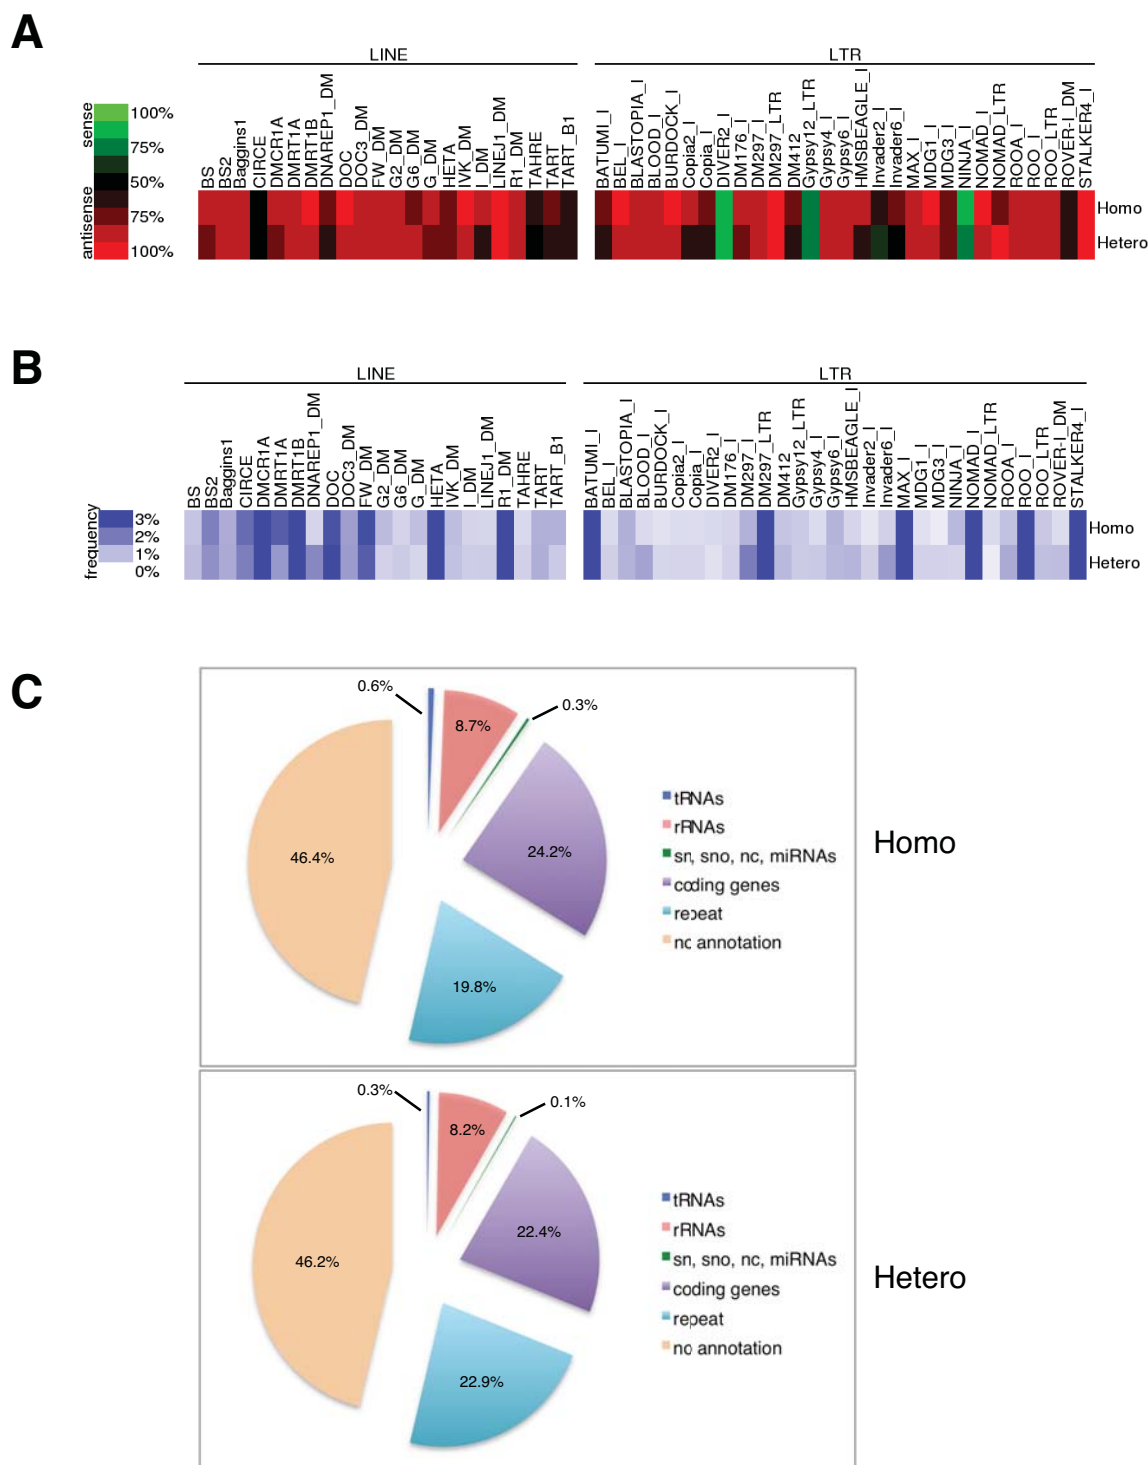 A
LINE
LTR
sense
antisense
100%
75%
50%
75%
100%
BS
BS2
Baggins1
CIRCE
DMCR1A
DMRT1A
DMRT1B
DNAREP1_DM
DOC
DOC3_DM
FW_DM
G2_DM
G6_DM
G_DM
HETA
IVK_DM
I_DM
LINEJ1_DM
R1_DM
TAHRE
TART
TART_B1
BATUMI_I
BEL_I
BLASTOPIA_I
BLOOD_I
BURDOCK_I
Copia2_I
Copia_I
DIVER2_I
DM176_I
DM297_I
DM297_LTR
DM412
Gypsy12_LTR
Gypsy4_I
Gypsy6_I
HMSBEAGLE_I
Invader2_I
Invader6_I
MAX_I
MDG1_I
MDG3_I
NINJA_I
NOMAD_I
NOMAD_LTR
ROOA_I
ROO_I
ROO_LTR
ROVER-I_DM
STALKER4_I
Homo
Hetero
B
LINE
LTR
frequency
3%
2%
1%
0%
BS
BS2
Baggins1
CIRCE
DMCR1A
DMRT1A
DMRT1B
DNAREP1_DM
DOC
DOC3_DM
FW_DM
G2_DM
G6_DM
G_DM
HETA
IVK_DM
I_DM
LINEJ1_DM
R1_DM
TAHRE
TART
TART_B1
BATUMI_I
BEL_I
BLASTOPIA_I
BLOOD_I
BURDOCK_I
Copia2_I
Copia_I
DIVER2_I
DM176_I
DM297_I
DM297_LTR
DM412
Gypsy12_LTR
Gypsy4_I
Gypsy6_I
HMSBEAGLE_I
Invader2_I
Invader6_I
MAX_I
MDG1_I
MDG3_I
NINJA_I
NOMAD_I
NOMAD_LTR
ROOA_I
ROO_I
ROO_LTR
ROVER-I_DM
STALKER4_I
Homo
Hetero
C
0.6%
8.7%
0.3%
24.2%
46.4%
19.8%
tRNAs
rRNAs
sn, sno, nc, miRNAs
coding genes
repeat
no annotation
Homo
0.3%
8.2%
0.1%
22.4%
46.2%
22.9%
tRNAs
rRNAs
sn, sno, nc, miRNAs
coding genes
repeat
no annotation
Hetero